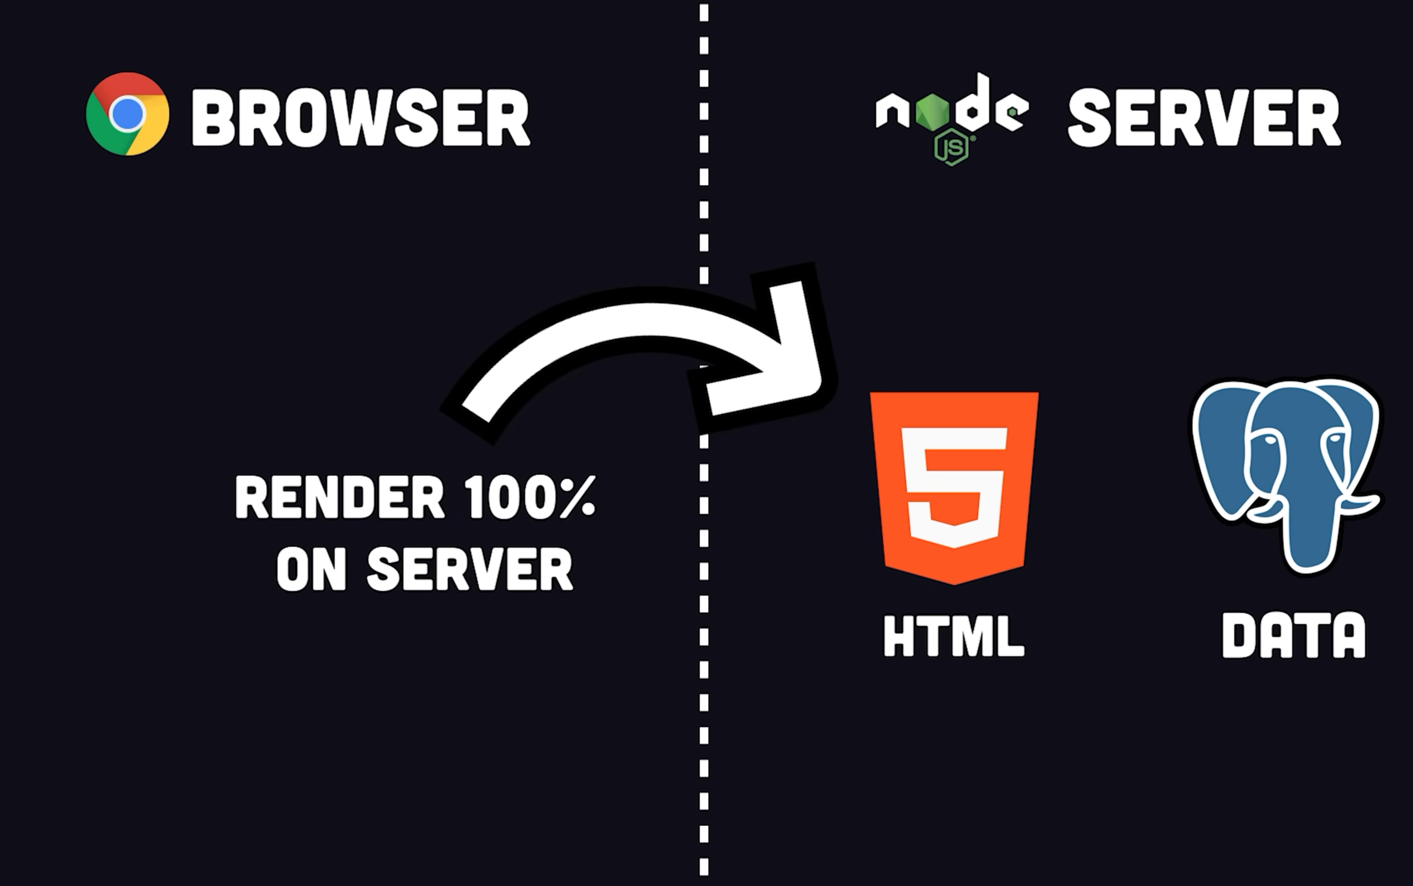 BROWSER
node
JS
SERVER
RENDER 100%
ON SERVER
5
HTML
DATA